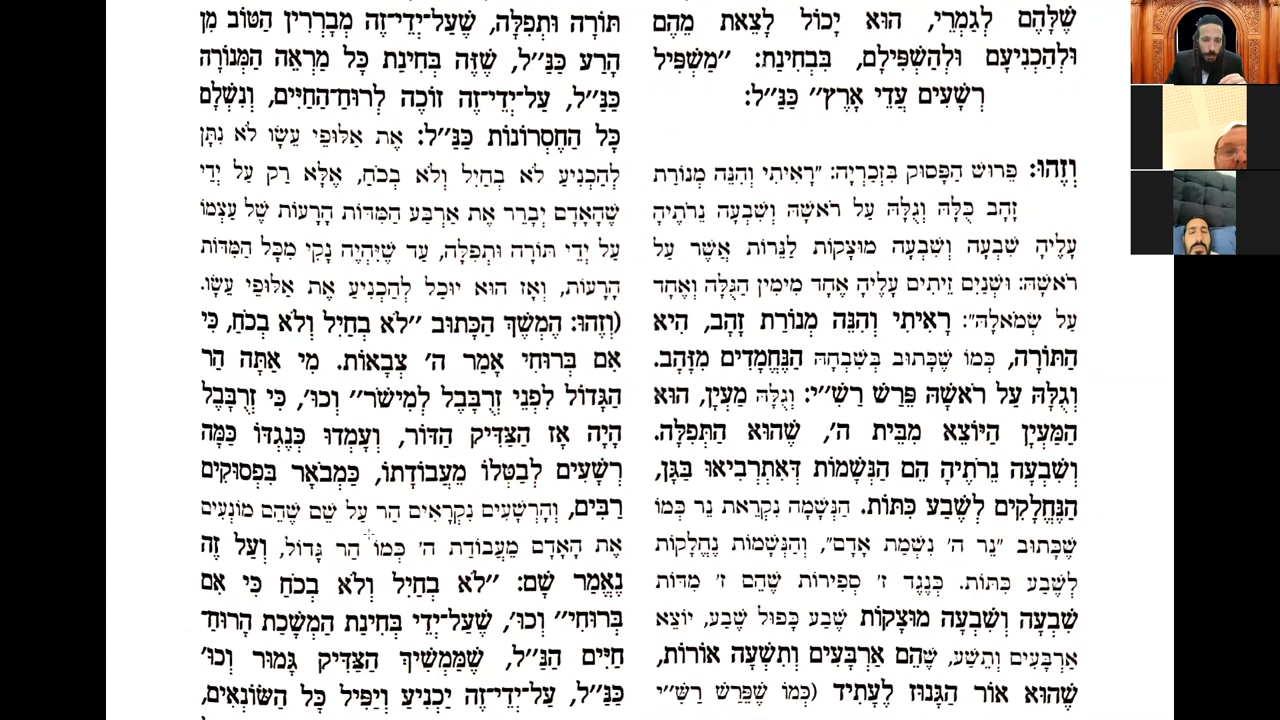 שֶׁלָּהֶם לְגַמְרֵי, הוּא יָכוֹל לָצֵאת מֵהֶם
וּלְהַכְנִיעָם וּלְהַשְׁפִּילָם, בִּבְחִינַת: "מַשְׁפִּיל
רְשָׁעִים עֲדֵי אָרֶץ" כַּנַּ"ל:
וְזֶהוּ: פֵּרוּשׁ הַפָּסוּק בִּזְכַרְיָה: "רָאִיתִי וְהִנֵּה מְנוֹרַת
זָהָב כֻּלָּהּ וְגֻלָּהּ עַל רֹאשָׁהּ וְשִׁבְעָה נֵרֹתֶיהָ
עָלֶיהָ שִׁבְעָה וְשִׁבְעָה מוּצָקוֹת לַנֵּרוֹת אֲשֶׁר עַל
רֹאשָׁהּ: וּשְׁנַיִם זֵיתִים עָלֶיהָ אֶחָד מִימִין הַגֻּלָּה וְאֶחָד
עַל שְׂמֹאלָהּ": רָאִיתִי וְהִנֵּה מְנוֹרַת זָהָב, הִיא
הַתּוֹרָה, כְּמוֹ שֶׁכָּתוּב בְּשִׁבְחָהּ הַנֶּחֱמָדִים מִזָּהָב.
וְגֻלָּהּ עַל רֹאשָׁהּ פֵּרֵשׁ רַשִׁ"י: וְגֻלָּהּ מַעְיָן, הוּא
הַמַּעְיָן הַיּוֹצֵא מִבֵּית ה', שֶׁהוּא הַתְּפִלָּה.
וְשִׁבְעָה נֵרֹתֶיהָ הֵם הַנְּשָׁמוֹת דְּאִתְרְבִיאוּ בַּגַּן,
הַנֶּחֱלָקִים לְשֶׁבַע כִּתּוֹת. הַנְּשָׁמָה נִקְרֵאת נֵר כְּמוֹ
שֶׁכָּתוּב "נֵר ה' נִשְׁמַת אָדָם", וְהַנְּשָׁמוֹת נֶחֱלָקוֹת
לְשֶׁבַע כִּתּוֹת. כְּנֶגֶד ז' סְפִירוֹת שֶׁהֵם ז' מִדּוֹת
שִׁבְעָה וְשִׁבְעָה מוּצָקוֹת שֶׁבַע כָּפוּל שֶׁבַע, יוֹצֵא
אַרְבָּעִים וְתֵשַׁע, שֶׁהֵם אַרְבָּעִים וְתִשְׁעָה אוֹרוֹת,
שֶׁהוּא אוֹר הַגָּנוּז לֶעָתִיד (כְּמוֹ שֶׁפֵּרֵשׁ רַשִׁ"י
תּוֹרָה וּתְפִלָּה, שֶׁעַל־יְדֵי־זֶה מְבָרְרִין הַטּוֹב מִן
הָרַע כַּנַּ"ל, שֶׁזֶּה בְּחִינַת כָּל מַרְאֵה הַמְּנוֹרָה
כַּנַּ"ל, עַל־יְדֵי־זֶה זוֹכֶה לְרוּחַ־הַחַיִּים, וְנִשְׁלָם
כָּל הַחֶסְרוֹנוֹת כַּנַּ"ל: אֶת אַלּוּפֵי עֵשָׂו לֹא נִתָּן
לְהַכְנִיעַ לֹא בְחַיִל וְלֹא בְכֹחַ, אֶלָּא רַק עַל יְדֵי
שֶׁהָאָדָם יְבָרֵר אֶת אַרְבַּע הַמִּדּוֹת הָרָעוֹת שֶׁל עַצְמוֹ
עַל יְדֵי תּוֹרָה וּתְפִלָּה, עַד שֶׁיִּהְיֶה נָקִי מִכָּל הַמִּדּוֹת
הָרָעוֹת, וְאָז הוּא יוּכַל לְהַכְנִיעַ אֶת אַלּוּפֵי עֵשָׂו.
(וְזֶהוּ: הֶמְשֵׁךְ הַכָּתוּב "לֹא בְחַיִל וְלֹא בְכֹחַ, כִּי
אִם בְּרוּחִי אָמַר ה' צְבָאוֹת. מִי אַתָּה הַר
הַגָּדוֹל לִפְנֵי זְרֻבָּבֶל לְמִישֹׁר" וְכוּ', כִּי זְרֻבָּבֶל
הָיָה אָז הַצַּדִּיק הַדּוֹר, וְעָמְדוּ כְּנֶגְדּוֹ כַּמָּה
רְשָׁעִים לְבַטְּלוֹ מֵעֲבוֹדָתוֹ, כַּמְבֹאָר בִּפְסוּקִים
רַבִּים, וְהָרְשָׁעִים נִקְרָאִים הַר עַל שֵׁם שֶׁהֵם מוֹנְעִים
אֶת הָאָדָם מֵעֲבוֹדַת ה' כְּמוֹ הַר גָּדוֹל, וְעַל זֶה
נֶאֱמַר שָׁם: "לֹא בְחַיִל וְלֹא בְכֹחַ כִּי אִם
בְּרוּחִי" וְכוּ', שֶׁעַל־יְדֵי בְּחִינַת הַמְשָׁכַת הָרוּחַ־
חַיִּים הַנַּ"ל, שֶׁמַּמְשִׁיךְ הַצַּדִּיק גָּמוּר וְכוּ'
כַּנַּ"ל, עַל־יְדֵי־זֶה יַכְנִיעַ וְיַפִּיל כָּל הַשּׂוֹנְאִים,